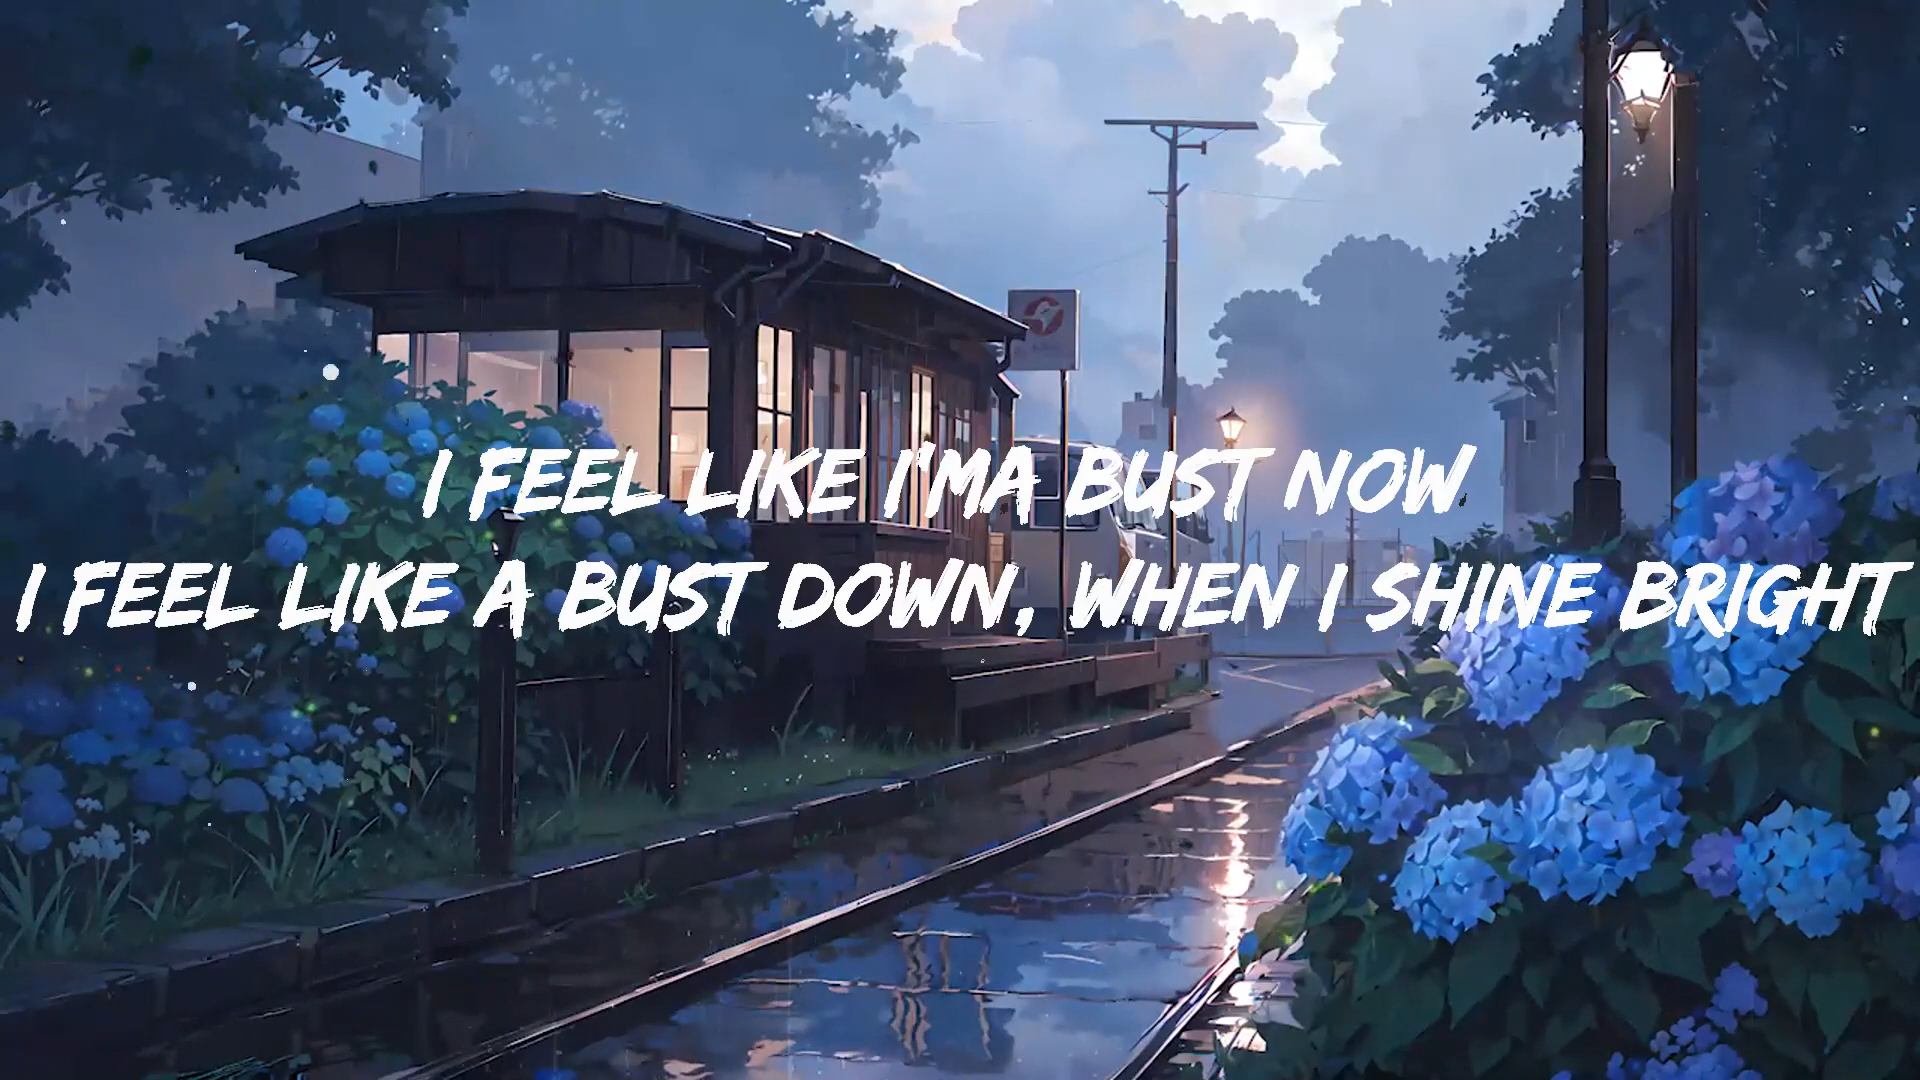 I FEEL LIKE I'MA BUST NOW
I FEEL LIKE A BUST DOWN, WHEN I SHINE BRIGHT